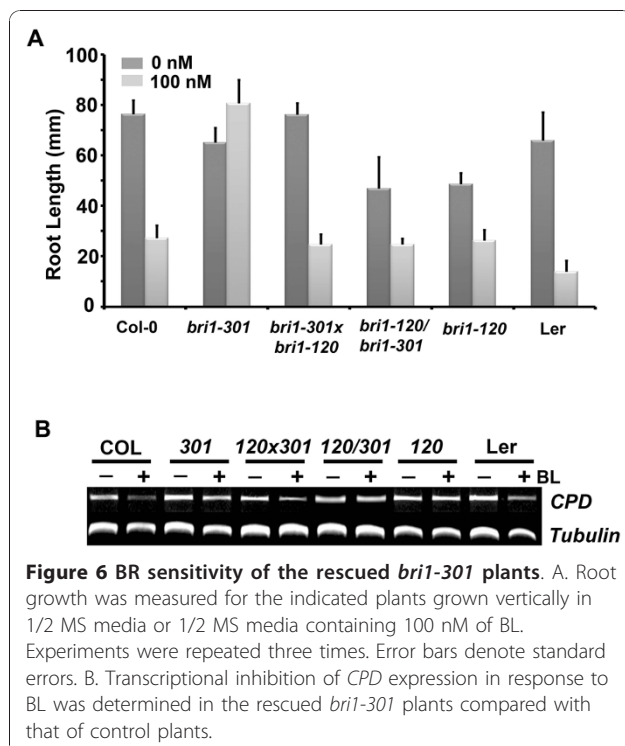 A
100
80
60
40
20
0
Root Length (mm)
0 nM
100 nM
Col-0
bri1-301
bri1-301x
bri1-120
bri1-120/
bri1-301
bri1-120
Ler
B
COL 301 120x301 120/301 120 Ler
– + – + – + – + – + – + BL
CPD
Tubulin
Figure 6 BR sensitivity of the rescued bri1-301 plants. A. Root
growth was measured for the indicated plants grown vertically in
1/2 MS media or 1/2 MS media containing 100 nM of BL.
Experiments were repeated three times. Error bars denote standard
errors. B. Transcriptional inhibition of CPD expression in response to
BL was determined in the rescued bri1-301 plants compared with
that of control plants.